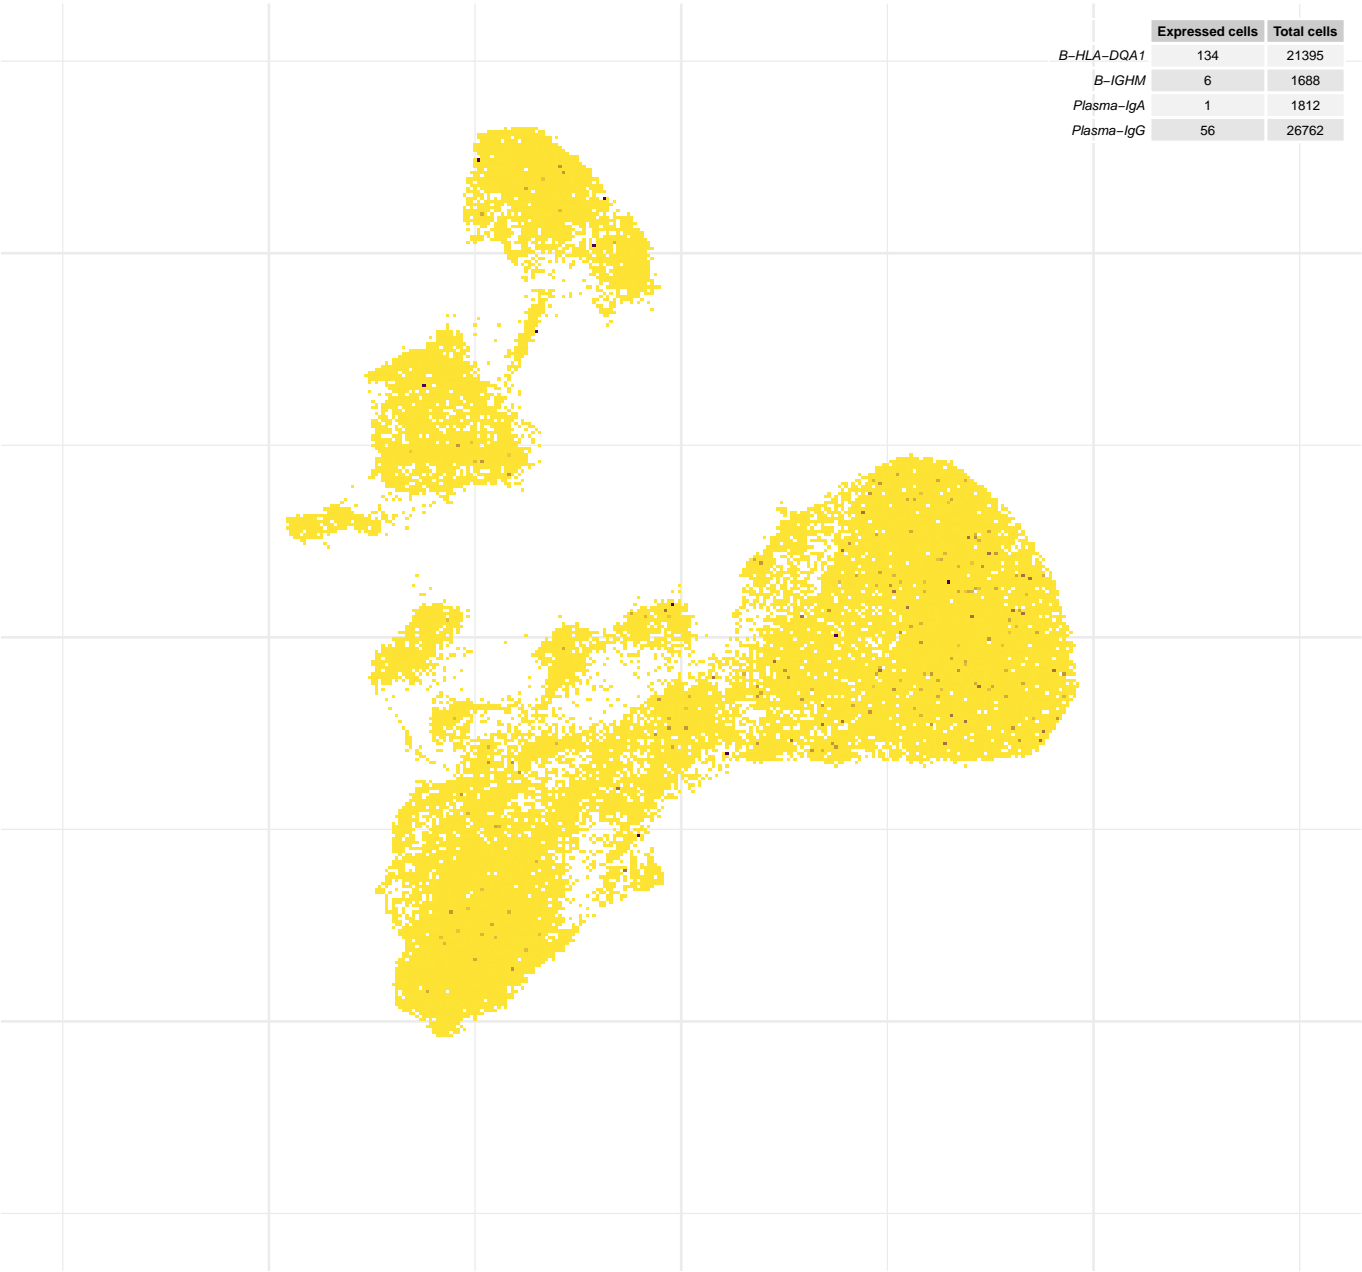 Expressed cells Total cells
B−HLA−DQA1 134 21395
B−IGHM 6 1688
Plasma−IgA 1 1812
Plasma−IgG 56 26762